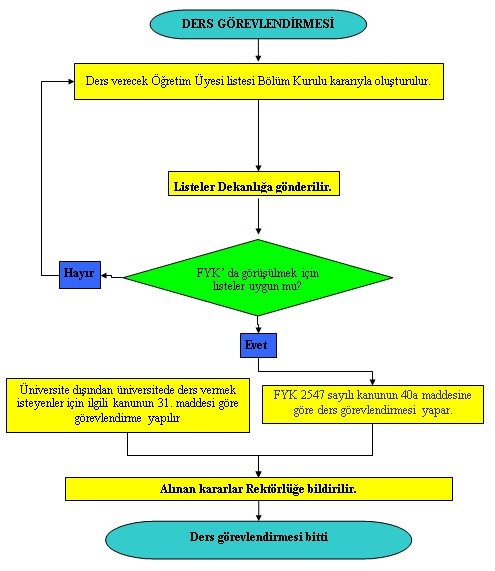 DERS GÖREVLENDİRMESİ
Ders verecek Öğretim Üyesi listesi Bölüm Kurulu kararıyla oluşturulur.
Listeler Dekanlığa gönderilir.
FYK’ da görüşülmek için
listeler uygun mu?
Hayır
Evet
Üniversite dışından üniversitede ders vermek
isteyenler için ilgili kanunun 31. maddesi göre
görevlendirme yapılır
FYK 2547 sayılı kanunun 40a maddesine
göre ders görevlendirmesi yapar.
Alınan kararlar Rektörlüğe bildirilir.
Ders görevlendirmesi bitti